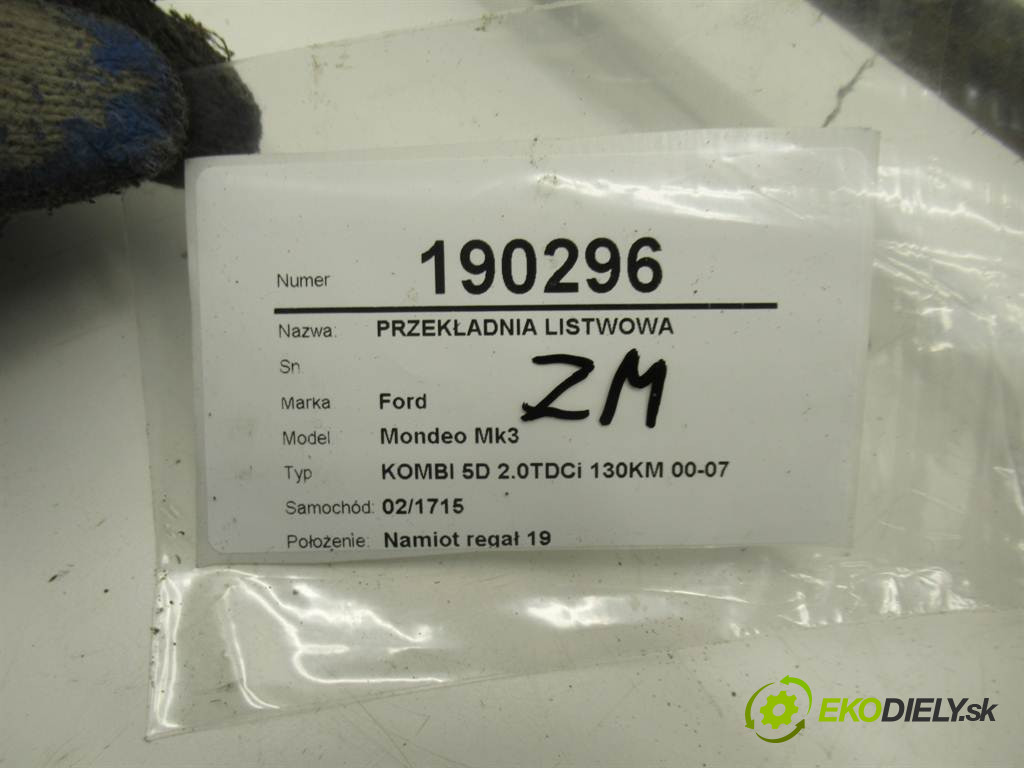 Numer 190296
Nazwa: PRZEKŁADNIA LISTWOWA
Sn
ZM
Marka Ford
Model Mondeo Mk3
Typ KOMBI 5D 2.0TDCi 130KM 00-07
Samochód: 02/1715
Położenie: Namiot regał 19
EKODIELY.sk